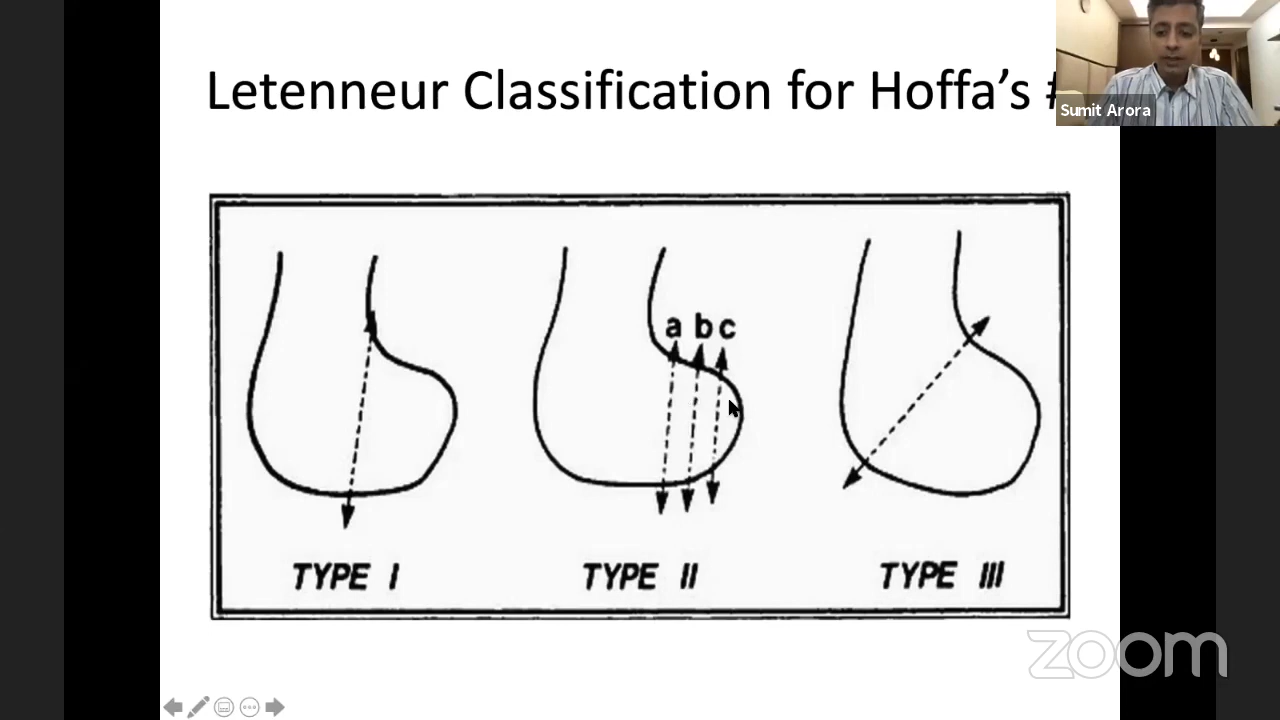 Letenneur Classification for Hoffa's #
Sumit Arora
a b c
TYPE I TYPE II TYPE III
zoom